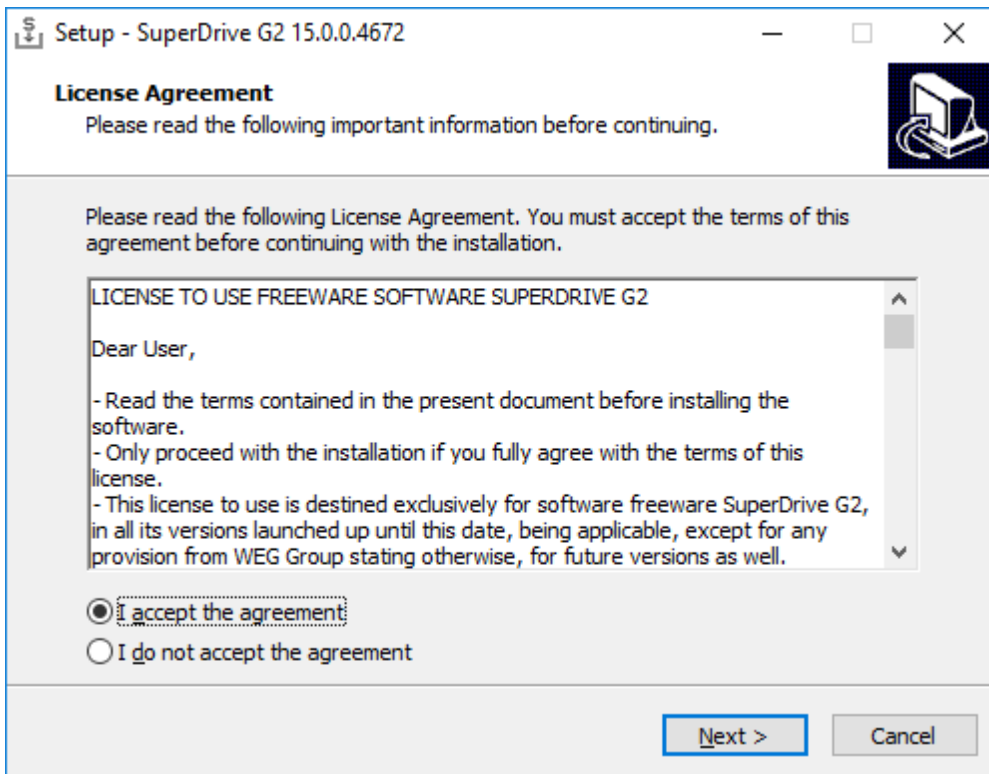 Setup - SuperDrive G2 15.0.0.4672
License Agreement
Please read the following important information before continuing.
Please read the following License Agreement. You must accept the terms of this
agreement before continuing with the installation.
LICENSE TO USE FREEWARE SOFTWARE SUPERDRIVE G2
Dear User,
- Read the terms contained in the present document before installing the
software.
- Only proceed with the installation if you fully agree with the terms of this
license.
- This license to use is destined exclusively for software freeware SuperDrive G2,
in all its versions launched up until this date, being applicable, except for any
provision from WEG Group stating otherwise, for future versions as well.
I accept the agreement
I do not accept the agreement
Next >
Cancel